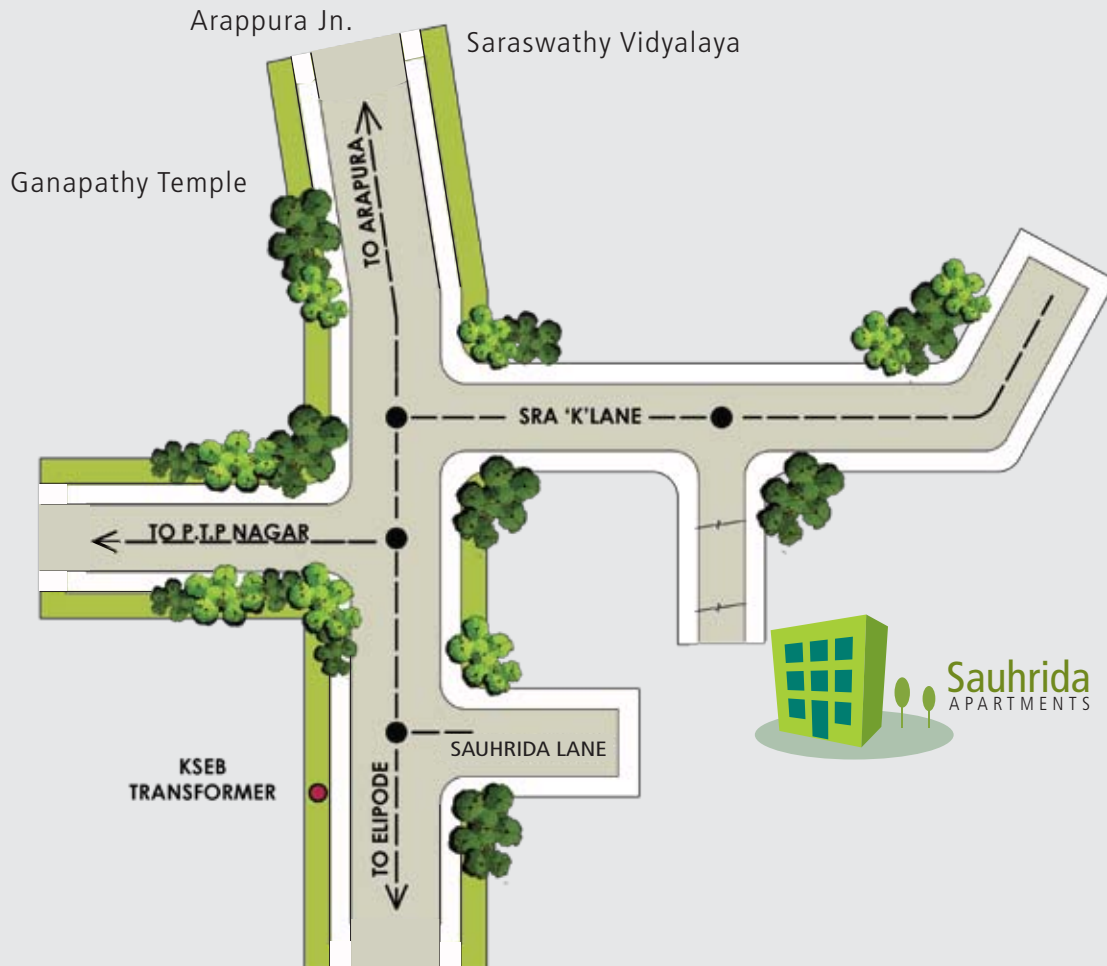 Arappura Jn.
Saraswathy Vidyalaya
Ganapathy Temple
TO ARAPURA
SRA 'K'LANE
TO P.T.P NAGAR
Sauhrida
APARTMENTS
SAUHRIDA LANE
KSEB
TRANSFORMER
TO ELIPODE